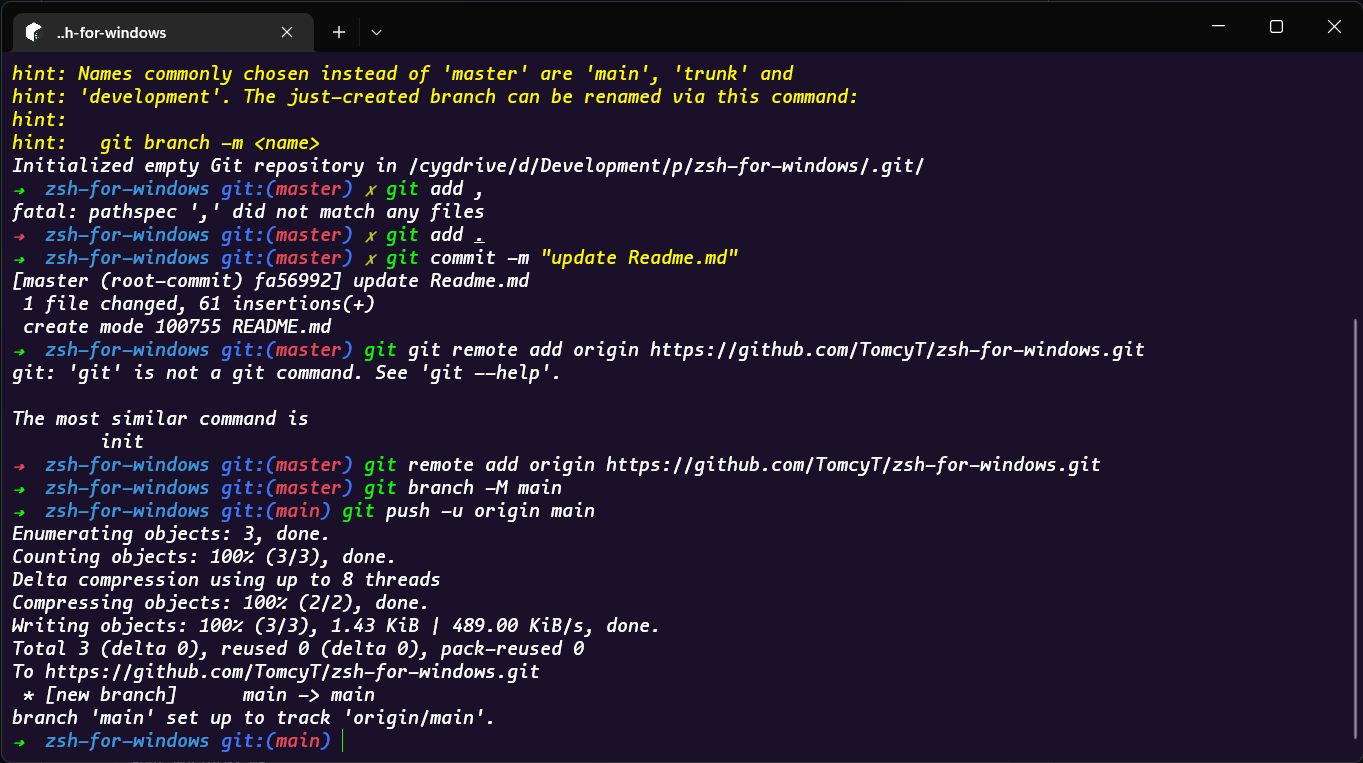 ..h-for-windows
hint: Names commonly chosen instead of 'master' are 'main', 'trunk' and
hint: 'development'. The just-created branch can be renamed via this command:
hint:
hint:   git branch -m <name>
Initialized empty Git repository in /cygdrive/d/Development/p/zsh-for-windows/.git/
→  zsh-for-windows git:(master) ✗ git add ,
fatal: pathspec ',' did not match any files
→  zsh-for-windows git:(master) ✗ git add .
→  zsh-for-windows git:(master) ✗ git commit -m "update Readme.md"
[master (root-commit) fa56992] update Readme.md
 1 file changed, 61 insertions(+)
 create mode 100755 README.md
→  zsh-for-windows git:(master) git git remote add origin https://github.com/TomcyT/zsh-for-windows.git
git: 'git' is not a git command. See 'git --help'.

The most similar command is
        init
→  zsh-for-windows git:(master) git remote add origin https://github.com/TomcyT/zsh-for-windows.git
→  zsh-for-windows git:(master) git branch -M main
→  zsh-for-windows git:(main) git push -u origin main
Enumerating objects: 3, done.
Counting objects: 100% (3/3), done.
Delta compression using up to 8 threads
Compressing objects: 100% (2/2), done.
Writing objects: 100% (3/3), 1.43 KiB | 489.00 KiB/s, done.
Total 3 (delta 0), reused 0 (delta 0), pack-reused 0
To https://github.com/TomcyT/zsh-for-windows.git
 * [new branch]      main -> main
branch 'main' set up to track 'origin/main'.
→  zsh-for-windows git:(main)